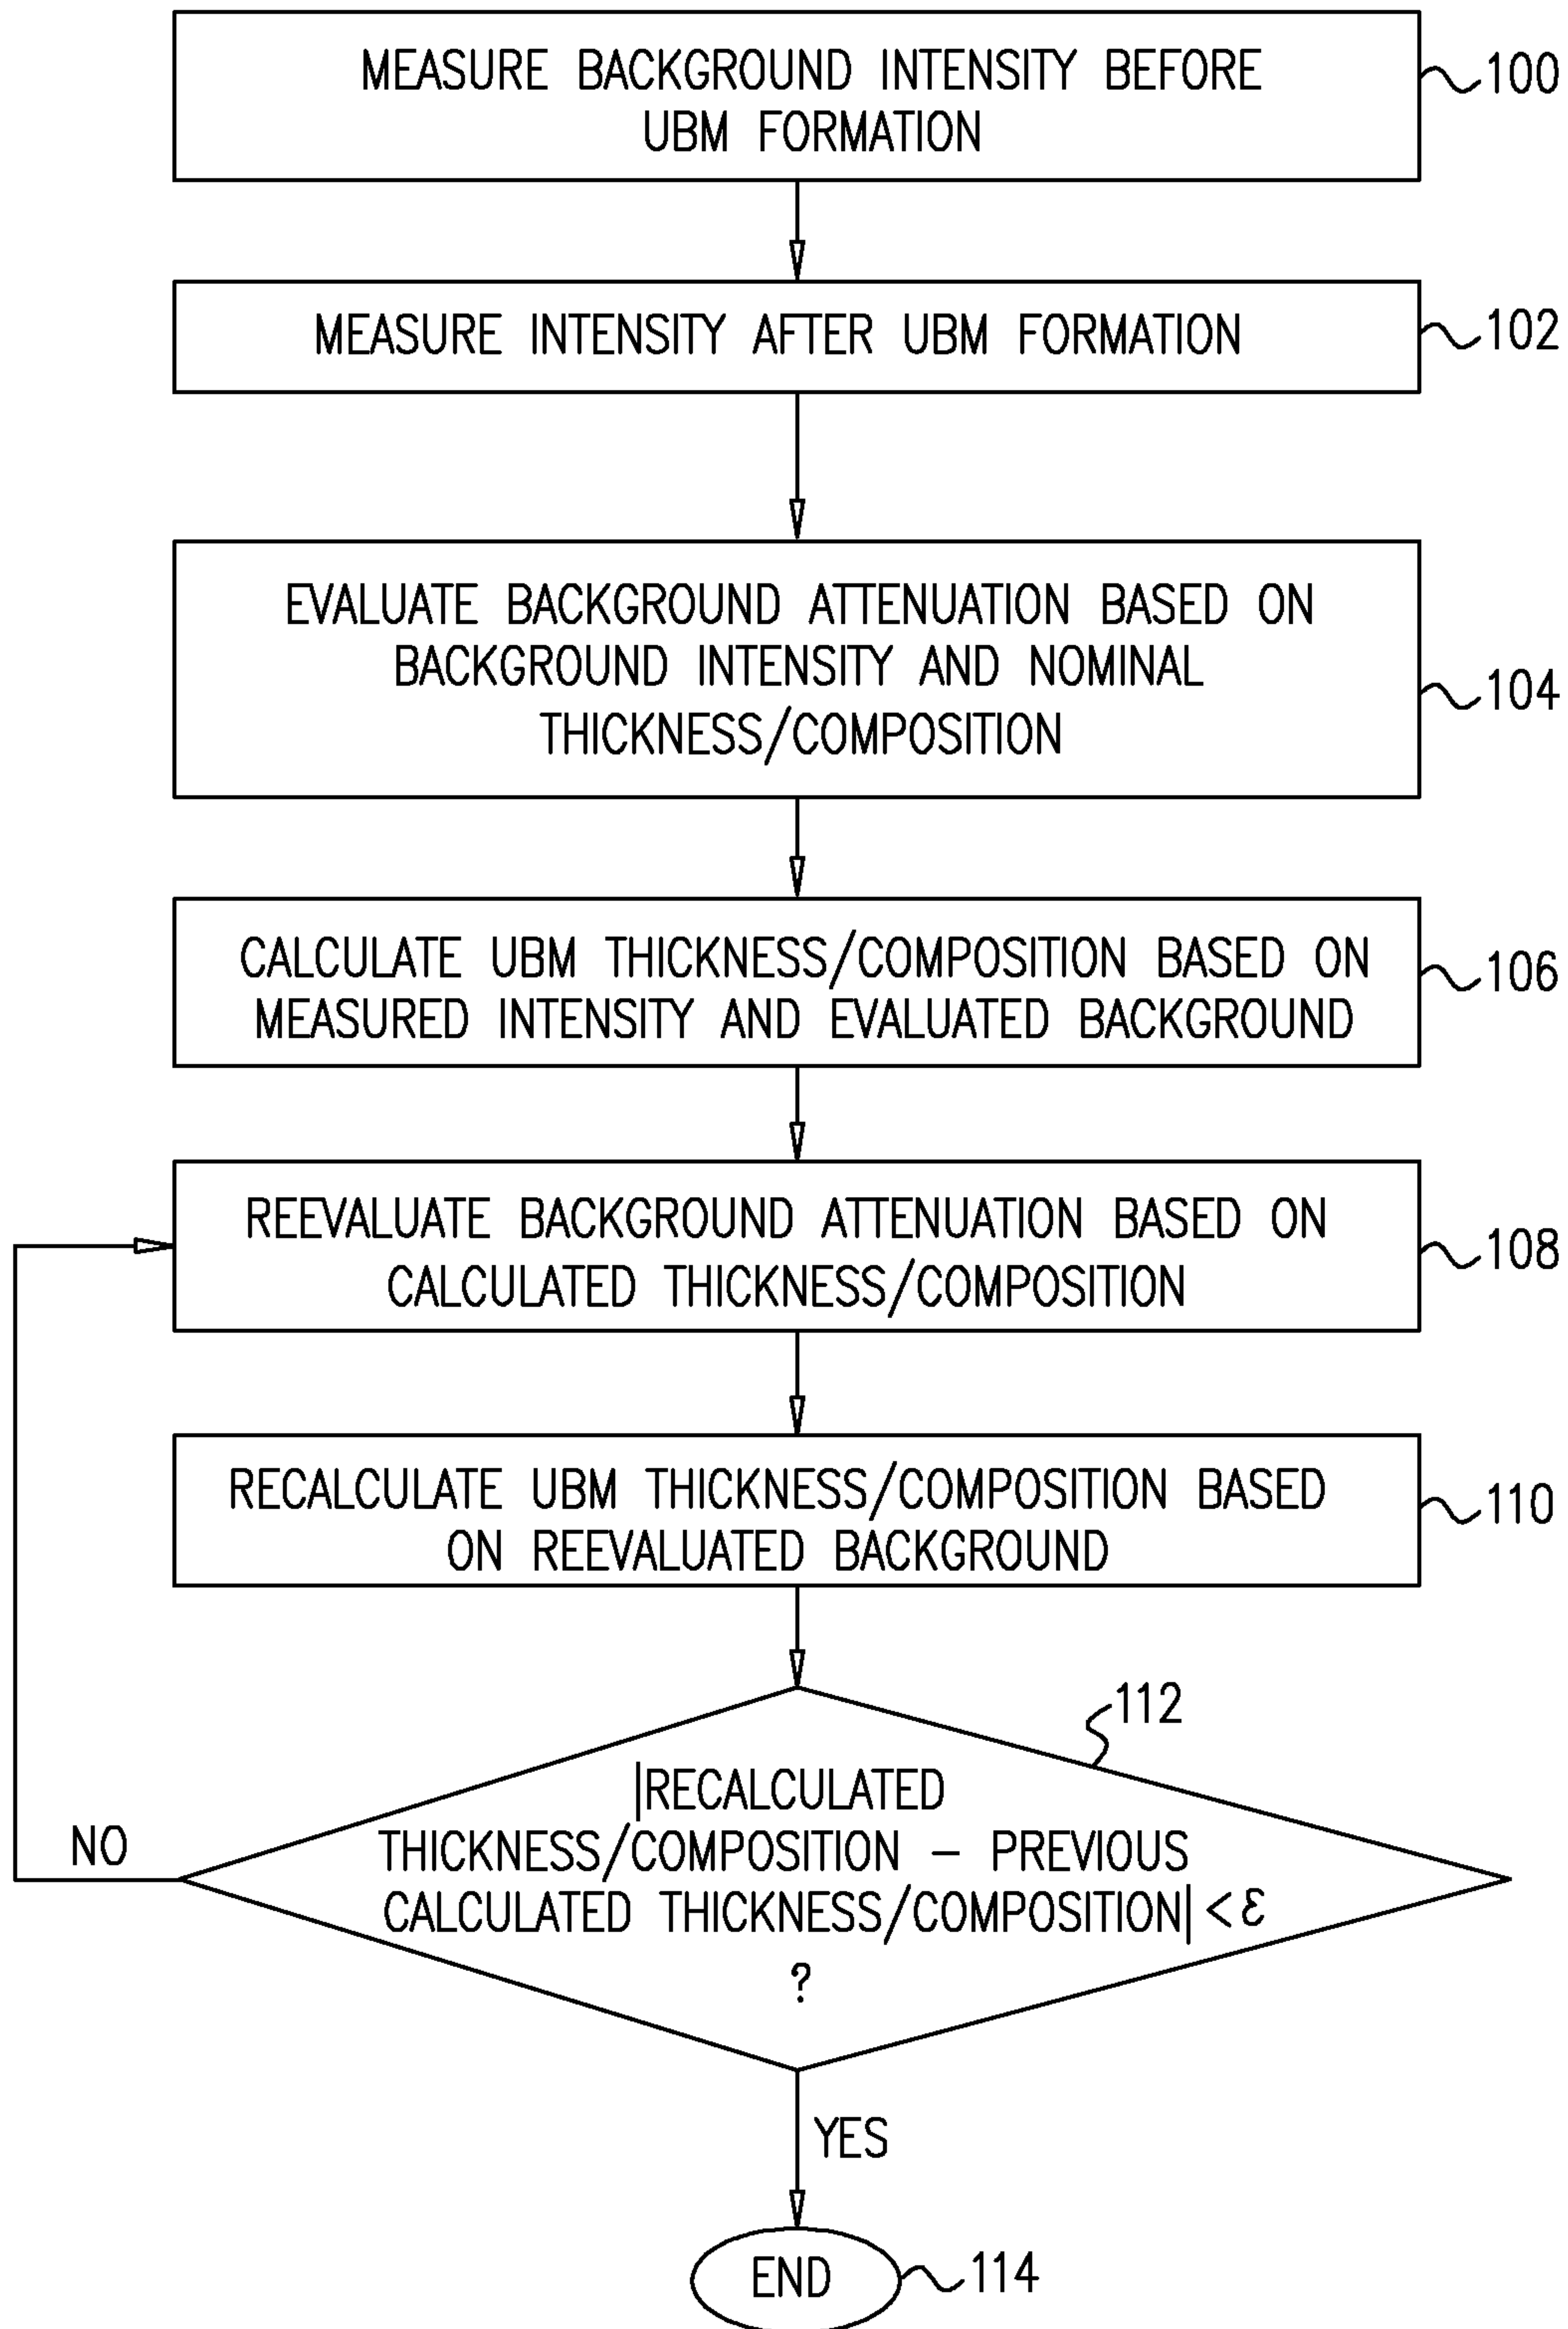 MEASURE BACKGROUND INTENSITY BEFORE
UBM FORMATION
100
MEASURE INTENSITY AFTER UBM FORMATION
102
EVALUATE BACKGROUND ATTENUATION BASED ON
BACKGROUND INTENSITY AND NOMINAL
THICKNESS/COMPOSITION
104
CALCULATE UBM THICKNESS/COMPOSITION BASED ON
MEASURED INTENSITY AND EVALUATED BACKGROUND
106
REEVALUATE BACKGROUND ATTENUATION BASED ON
CALCULATED THICKNESS/COMPOSITION
108
RECALCULATE UBM THICKNESS/COMPOSITION BASED
ON REEVALUATED BACKGROUND
110
112
|RECALCULATED
THICKNESS/COMPOSITION – PREVIOUS
CALCULATED THICKNESS/COMPOSITION| < ε
?
NO
YES
END
114